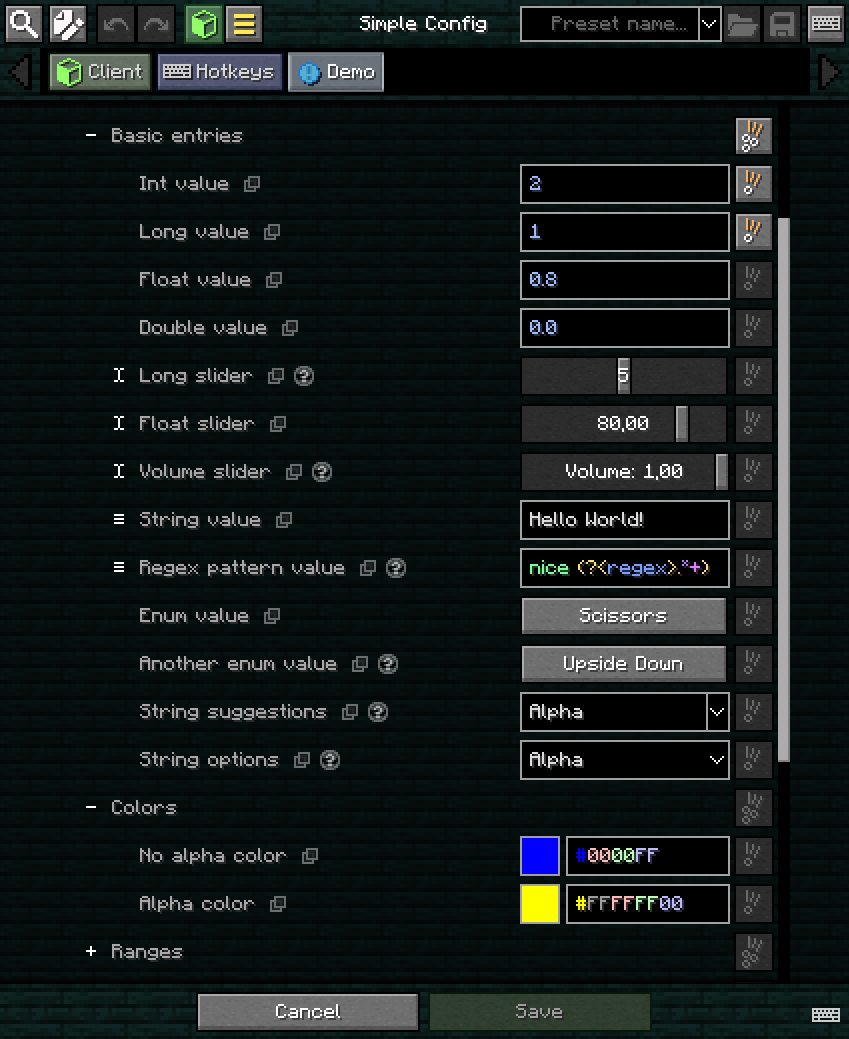 Simple Config Preset name...
Client Hotkeys Demo
Basic entries
Int value 2
Long value 1
Float value 0.8
Double value 0.0
Long slider 5
Float slider 80,00
Volume slider Volume: 1,00
String value Hello World!
Regex pattern value nice (?<regex>.*+)
Enum value Scissors
Another enum value Upside Down
String suggestions Alpha
String options Alpha
Colors
No alpha color #0000FF
Alpha color #FFFFFF00
Ranges
Cancel Save